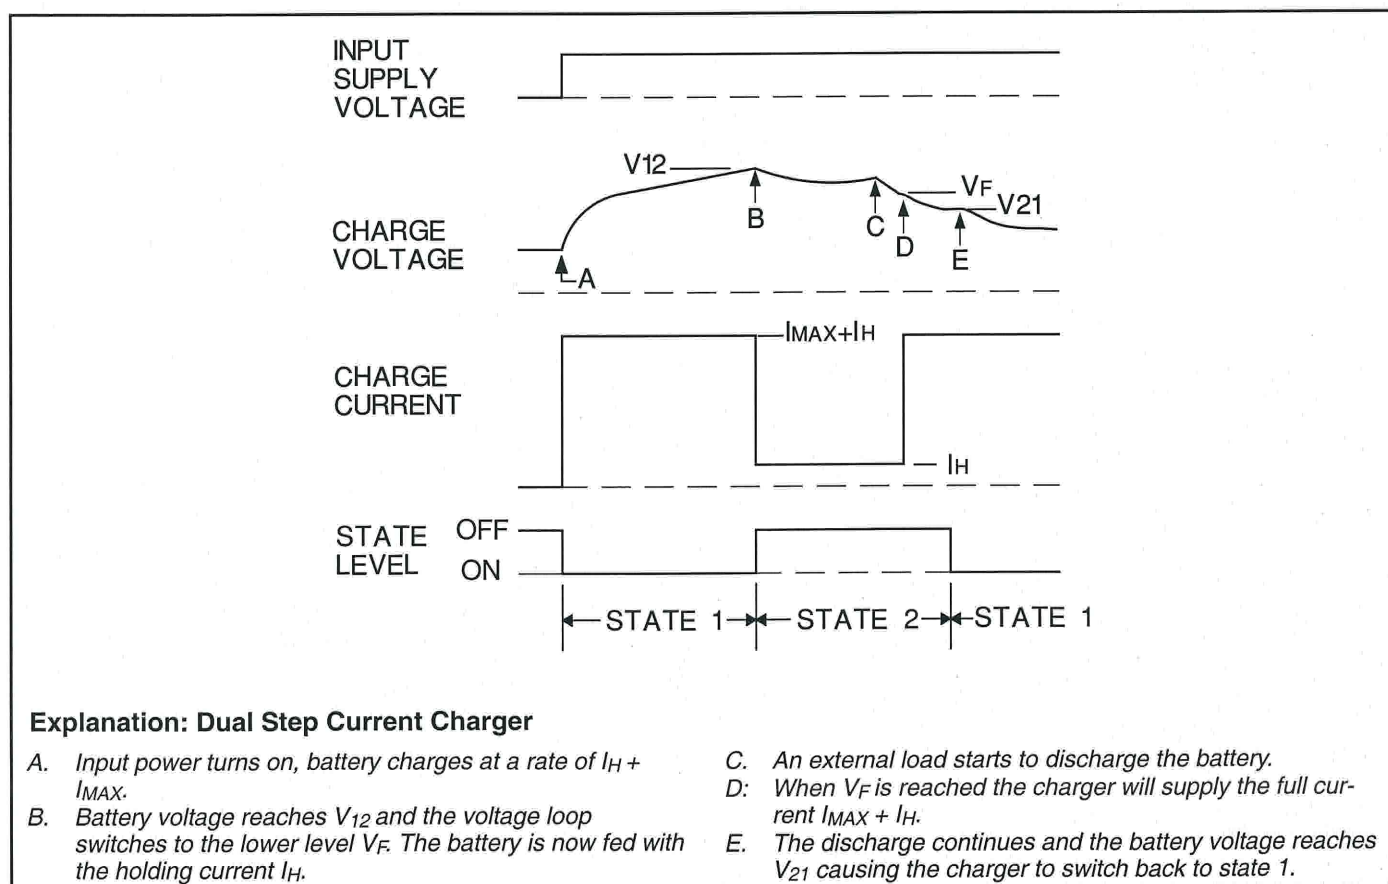 INPUT
SUPPLY
VOLTAGE
V12
VF
V21
B
C
D
E
CHARGE
VOLTAGE
A
IMAX+IH
CHARGE
CURRENT
IH
STATE
LEVEL
OFF
ON
STATE 1
STATE 2
STATE 1
Explanation: Dual Step Current Charger
A. Input power turns on, battery charges at a rate of IH +
IMAX.
B. Battery voltage reaches V12 and the voltage loop
switches to the lower level VF. The battery is now fed with
the holding current IH.
C. An external load starts to discharge the battery.
D: When VF is reached the charger will supply the full cur-
rent IMAX + IH.
E. The discharge continues and the battery voltage reaches
V21 causing the charger to switch back to state 1.